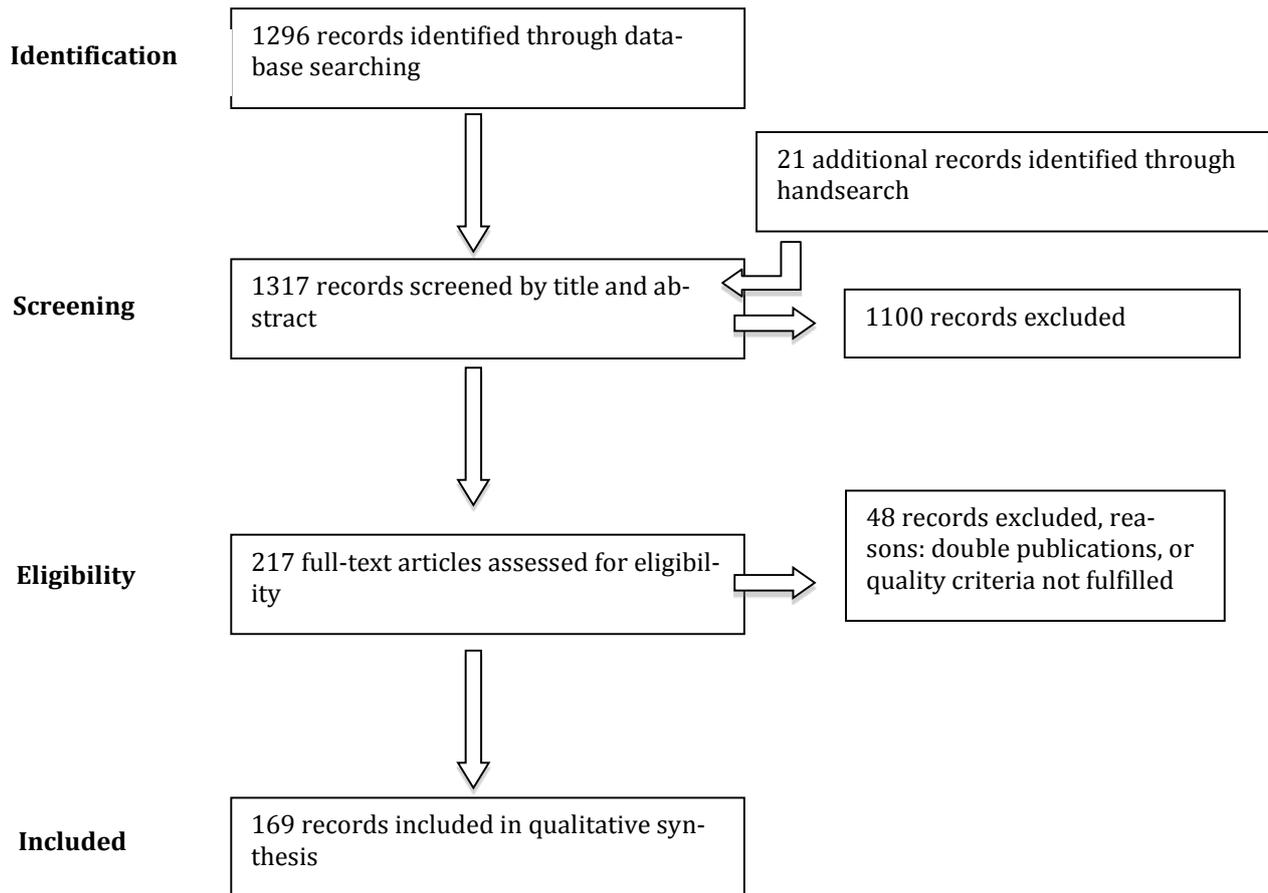 Identification
1296 records identified through data-
base searching
21 additional records identified through
handsearch
Screening
1317 records screened by title and ab-
stract
1100 records excluded
Eligibility
217 full-text articles assessed for eligibil-
ity
48 records excluded, rea-
sons: double publications, or
quality criteria not fulfilled
Included
169 records included in qualitative syn-
thesis